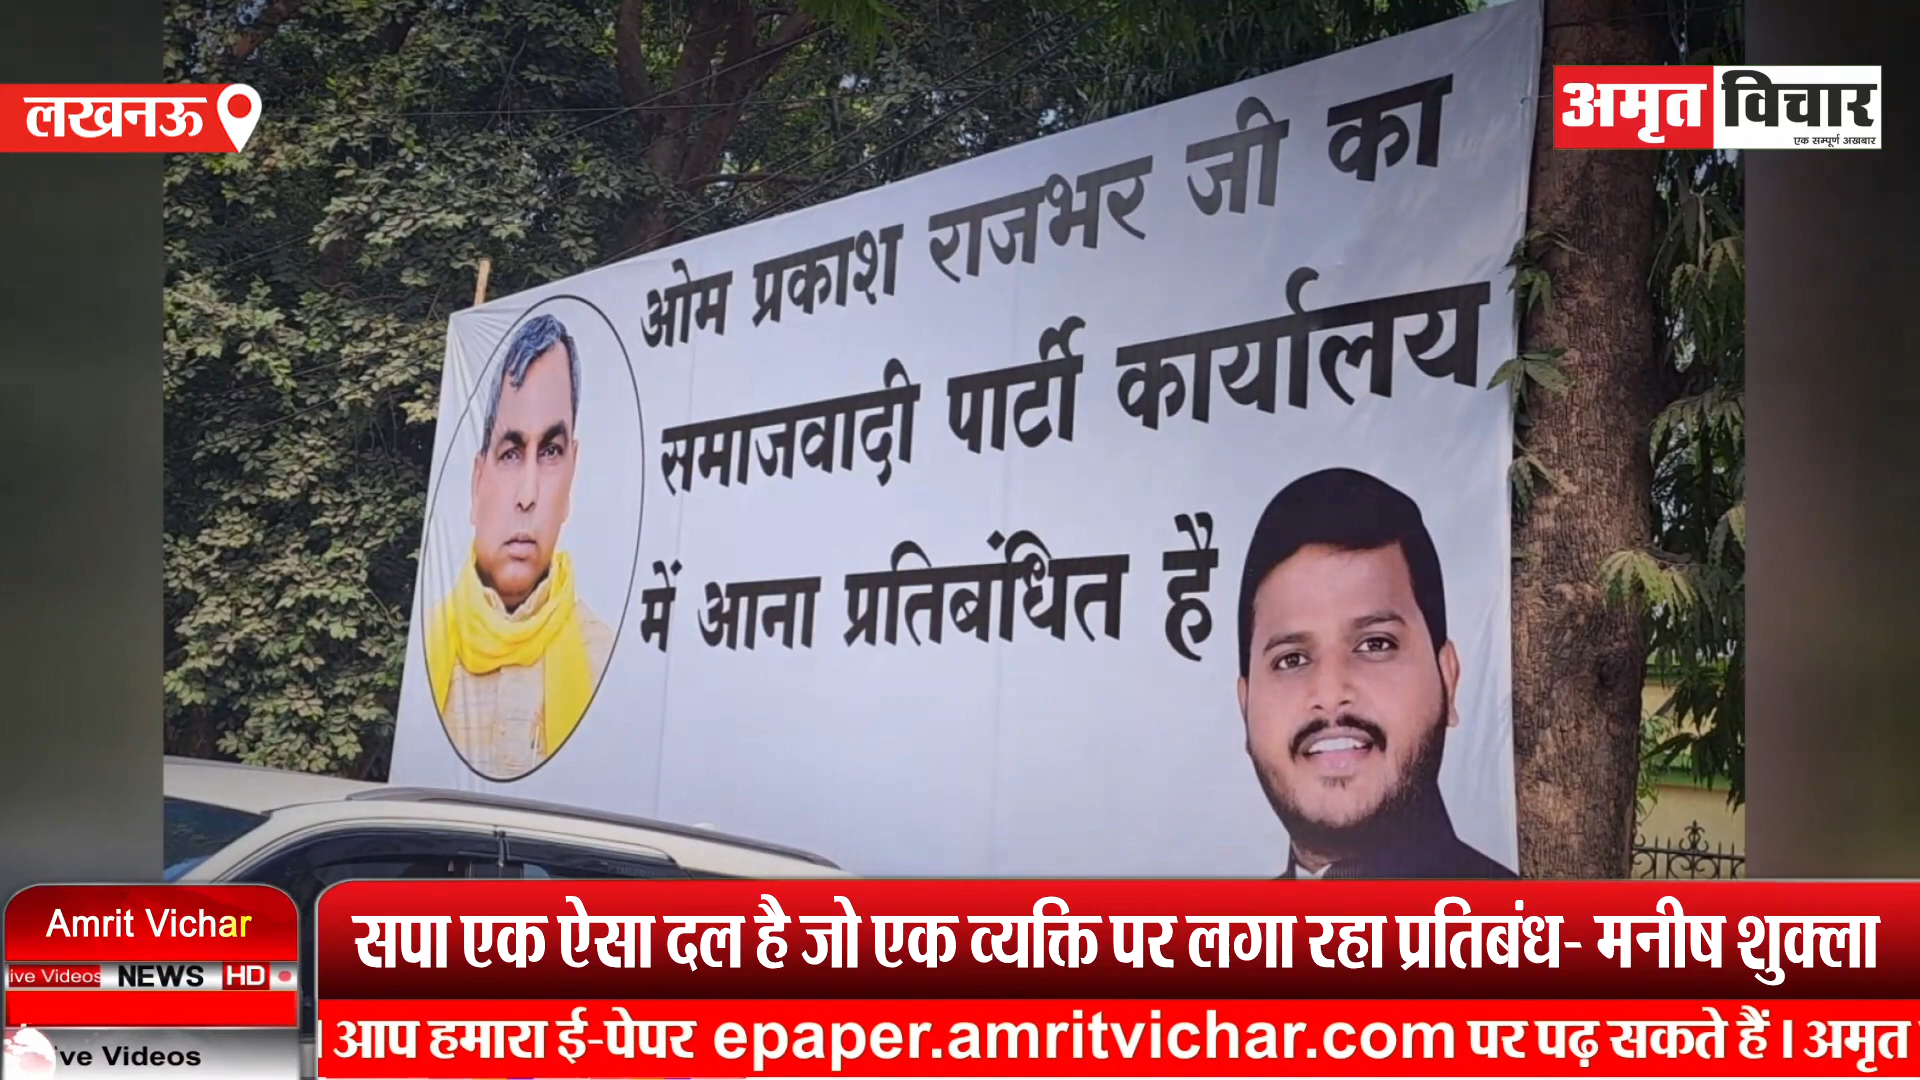 लखनऊ
अमृत विचार
एक सम्पूर्ण अखबार
ओम प्रकाश राजभर जी का
समाजवादी पार्टी कार्यालय
में आना प्रतिबंधित है
Amrit Vichar
ive Videos NEWS HD
सपा एक ऐसा दल है जो एक व्यक्ति पर लगा रहा प्रतिबंध- मनीष शुक्ला
। आप हमारा ई-पेपर epaper.amritvichar.com पर पढ़ सकते हैं । अमृत
ive Videos